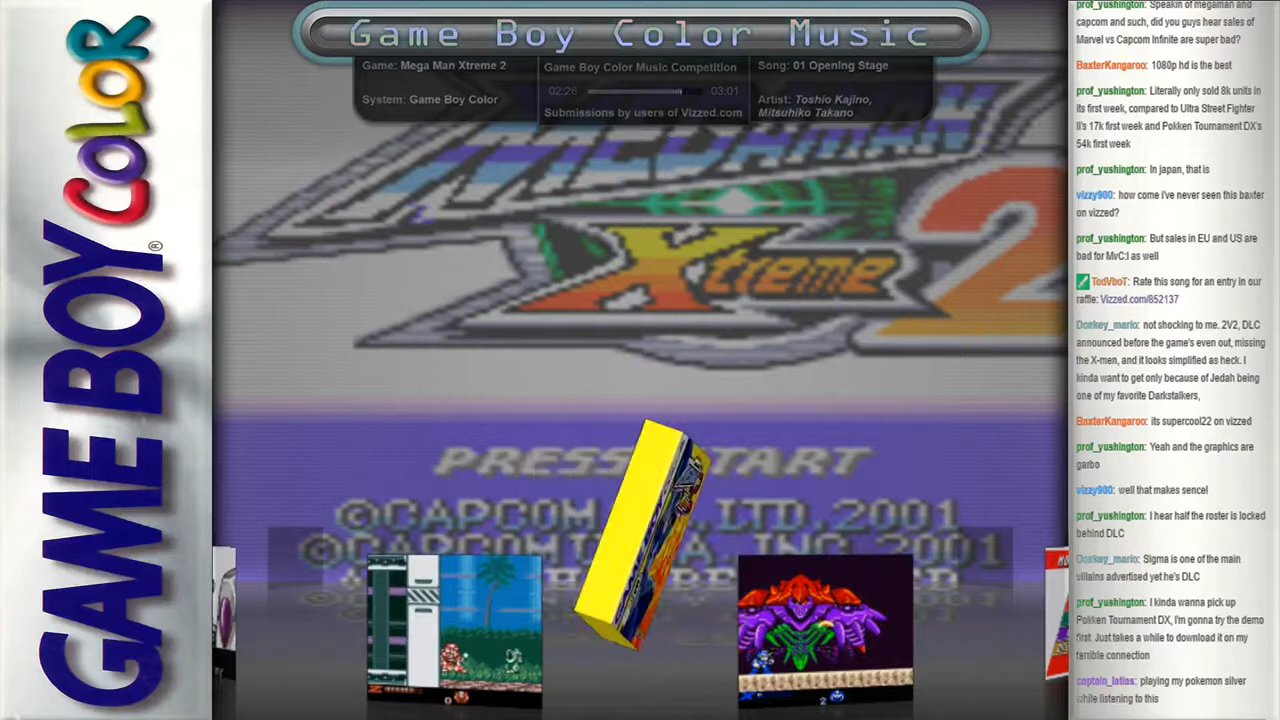 GAME BOY COLOR
®
Game Boy Color Music
Game: Mega Man Xtreme 2
System: Game Boy Color
Game Boy Color Music Competition
02:28 03:01
Submissions by users of Vizzed.com
Song: 01 Opening Stage
Artist: Toshio Kajino,
Mitsuhiko Takano
MEGAMAN
Xtreme 2
PRESS START
©CAPCOM LTD. 2001
©CAPCOM INC. 2001
prof_yushington: Speakin of megaman and
capcom and such, did you guys hear sales of
Marvel vs Capcom Infinite are super bad?
BaxterKangaroo: 1080p hd is the best
prof_yushington: Literally only sold 8k units in
its first week, compared to Ultra Street Fighter
II's 17k first week and Pokken Tournament DX's
54k first week
prof_yushington: In japan, that is
vizzy900: how come i've never seen this baxter
on vizzed?
prof_yushington: But sales in EU and US are
bad for MvC:I as well
TodVboT: Rate this song for an entry in our
raffle: Vizzed.com/852137
Donkey_mario: not shocking to me. 2V2, DLC
announced before the game's even out, missing
the X-men, and it looks simplified as heck. I
kinda want to get only because of Jedah being
one of my favorite Darkstalkers,
BaxterKangaroo: its supercool22 on vizzed
prof_yushington: Yeah and the graphics are
garbo
vizzy900: well that makes sence!
prof_yushington: I hear half the roster is locked
behind DLC
Donkey_mario: Sigma is one of the main
villains advertised yet he's DLC
prof_yushington: I kinda wanna pick up
Pokken Tournament DX, I'm gonna try the demo
first. Just takes a while to download it on my
terrible connection
captain_latias: playing my pokemon silver
while listening to this